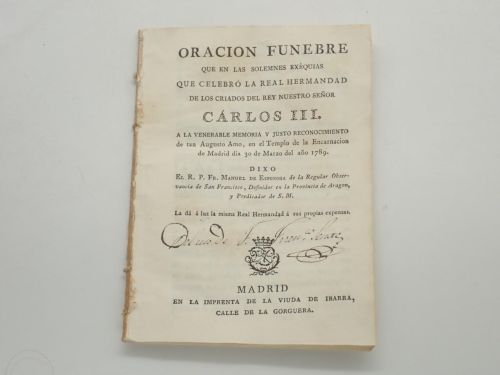 ORACION FUNEBRE
QUE EN LAS SOLEMNES EXÉQUIAS
QUE CELEBRÓ LA REAL HERMANDAD
DE LOS CRIADOS DEL REY NUESTRO SEÑOR
CÁRLOS III.
A LA VENERABLE MEMORIA Y JUSTO RECONOCIMIENTO
de tan Augusto Amo, en el Templo de la Encarnacion
de Madrid dia 30 de Marzo del año 1789.
DIXO
EL R. P. FR. MANUEL DE ESPINOSA de la Regular Obser-
vancia de San Francisco, Definidor en la Provincia de Aragon,
y Predicador de S. M.
La dá á luz la misma Real Hermandad á sus propias expensas.
MADRID
EN LA IMPRENTA DE LA VIUDA DE IBARRA,
CALLE DE LA GORGUERA.